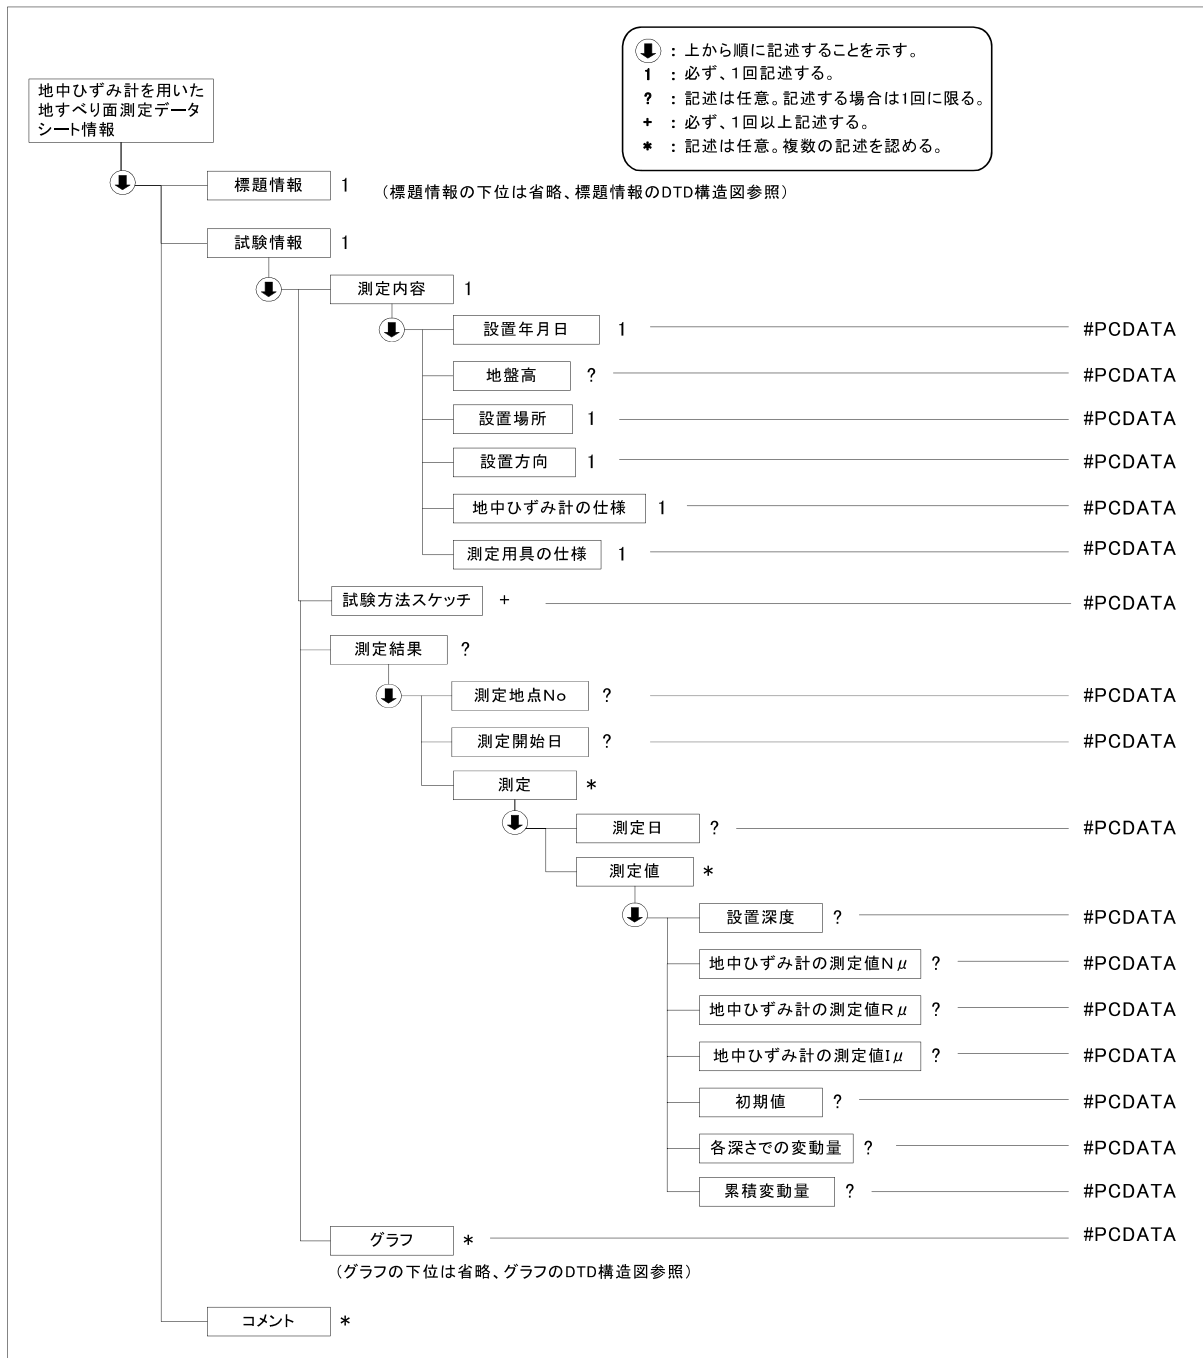 : 上から順に記述することを示す。
1 : 必ず、1回記述する。
? : 記述は任意。記述する場合は1回に限る。
+ : 必ず、1回以上記述する。
* : 記述は任意。複数の記述を認める。
地中ひずみ計を用いた
地すべり面測定データ
シート情報
標題情報 1 (標題情報の下位は省略、標題情報のDTD構造図参照)
試験情報 1
測定内容 1
設置年月日 1 #PCDATA
地盤高 ? #PCDATA
設置場所 1 #PCDATA
設置方向 1 #PCDATA
地中ひずみ計の仕様 1 #PCDATA
測定用具の仕様 1 #PCDATA
試験方法スケッチ + #PCDATA
測定結果 ?
測定地点No ? #PCDATA
測定開始日 ? #PCDATA
測定 *
測定日 ? #PCDATA
測定値 *
設置深度 ? #PCDATA
地中ひずみ計の測定値Nμ ? #PCDATA
地中ひずみ計の測定値Rμ ? #PCDATA
地中ひずみ計の測定値Iμ ? #PCDATA
初期値 ? #PCDATA
各深さでの変動量 ? #PCDATA
累積変動量 ? #PCDATA
グラフ * #PCDATA
(グラフの下位は省略、グラフのDTD構造図参照)
コメント *